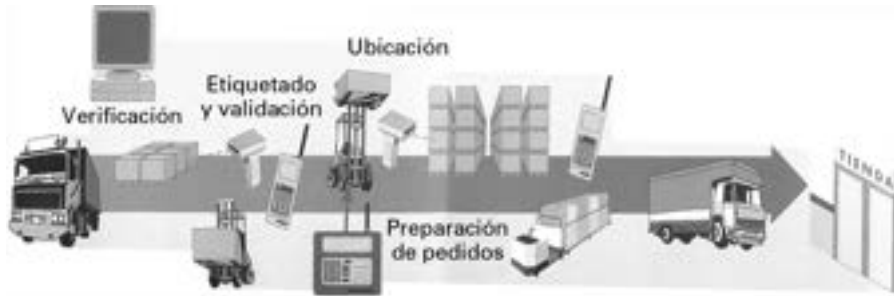 Ubicación
Etiquetado
y validación
Verificación
TIENDA
Preparación
de pedidos